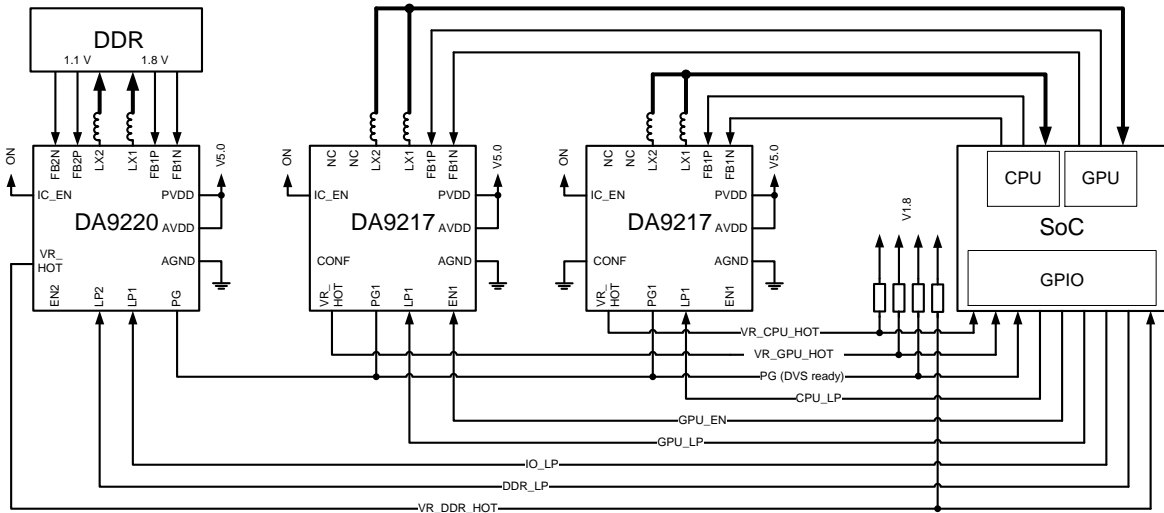 DDR
1.1 V 1.8 V
ON
FB2N
FB2P
LX2
LX1
FB1P
FB1N
V5.0
IC_EN
PVDD
DA9220
AVDD
VR_
HOT
AGND
EN2
LP2
LP1
PG
ON
NC
NC
LX2
LX1
FB1P
FB1N
V5.0
IC_EN
PVDD
DA9217
AVDD
CONF
AGND
VR_
HOT
PG1
LP1
EN1
ON
NC
NC
LX2
LX1
FB1P
FB1N
V5.0
IC_EN
PVDD
DA9217
AVDD
CONF
AGND
VR_
HOT
PG1
LP1
EN1
V1.8
CPU
GPU
SoC
GPIO
VR_CPU_HOT
VR_GPU_HOT
PG (DVS ready)
CPU_LP
GPU_EN
GPU_LP
IO_LP
DDR_LP
VR_DDR_HOT